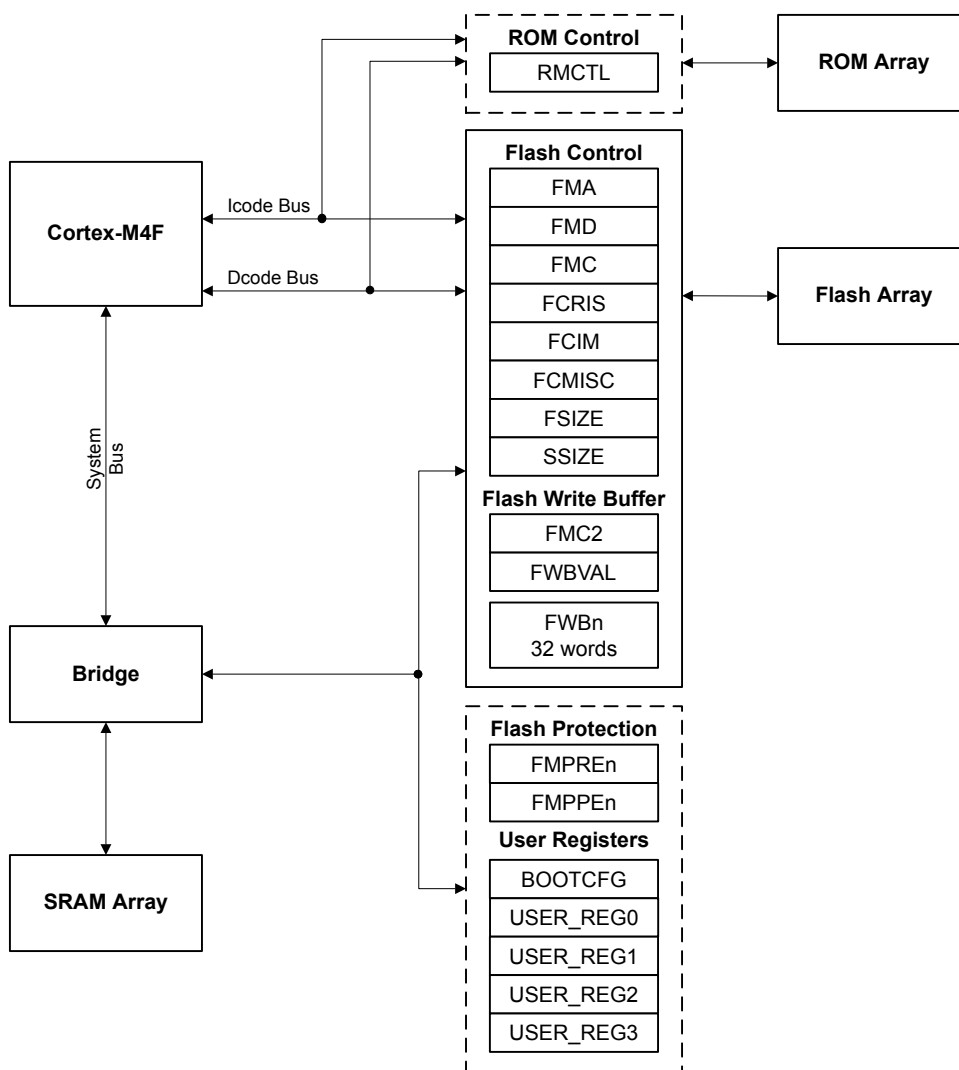 ROM Control
RMCTL
ROM Array
Flash Control
FMA
FMD
FMC
FCRIS
FCIM
FCMISC
FSIZE
SSIZE
Flash Write Buffer
FMC2
FWBVAL
FWBn
32 words
Cortex-M4F
Icode Bus
Dcode Bus
Flash Array
System
Bus
Bridge
SRAM Array
Flash Protection
FMPREn
FMPPEn
User Registers
BOOTCFG
USER_REG0
USER_REG1
USER_REG2
USER_REG3